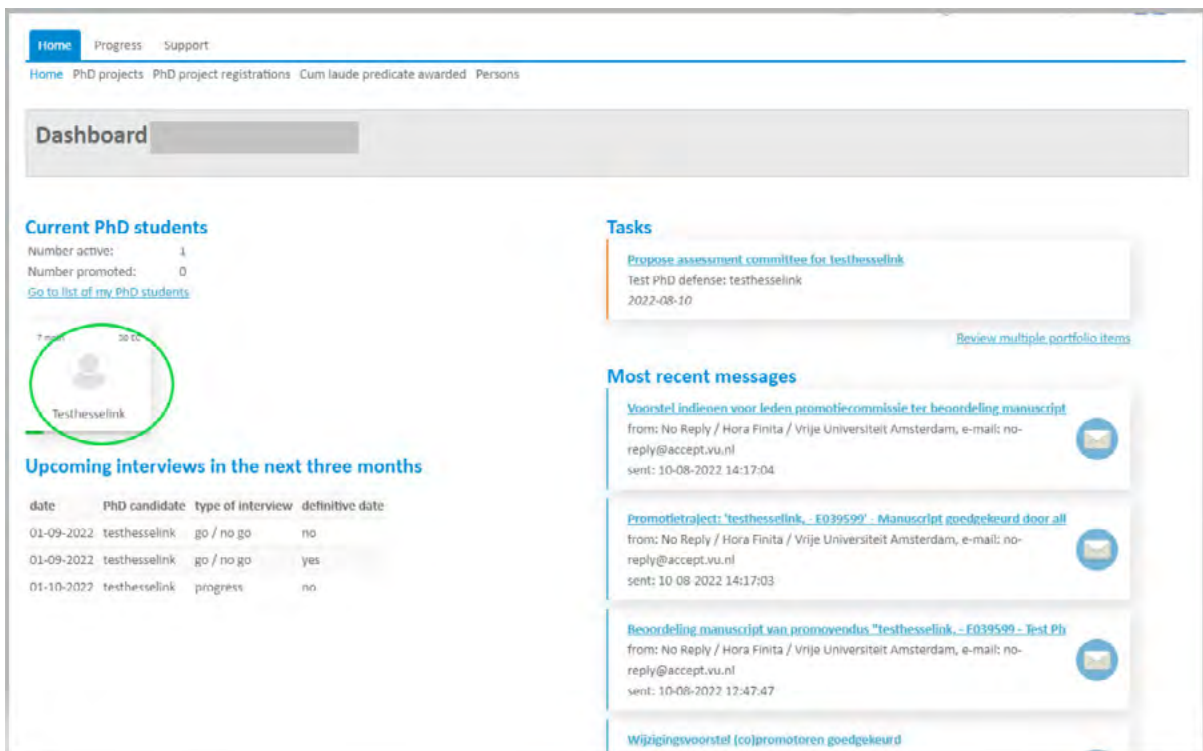 Home Progress Support
Home PhD projects PhD project registrations Cum laude predicate awarded Persons
Dashboard
Current PhD students
Number active: 1
Number promoted: 0
Go to list of my PhD students
Testhesselink
Upcoming interviews in the next three months
date PhD candidate type of interview definitive date
01-09-2022 testhesselink go / no go no
01-09-2022 testhesselink go / no go yes
01-10-2022 testhesselink progress no
Tasks
Propose assessment committee for testhesselink
Test PhD defense: testhesselink
2022-08-10
Review multiple portfolio items
Most recent messages
Voorstel indienen voor leden promotiecommissie ter beoordeling manuscript
from: No Reply / Hora Finita / Vrije Universiteit Amsterdam, e-mail: no-
reply@accept.vu.nl
sent: 10-08-2022 14:17:04
Promotietraject: 'testhesselink, - E039599' - Manuscript goedgekeurd door all
from: No Reply / Hora Finita / Vrije Universiteit Amsterdam, e-mail: no-
reply@accept.vu.nl
sent: 10-08-2022 14:17:03
Beoordeling manuscript van promovendus "testhesselink, - E039599 - Test Ph
from: No Reply / Hora Finita / Vrije Universiteit Amsterdam, e-mail: no-
reply@accept.vu.nl
sent: 10-08-2022 12:47:47
Wijzigingsvoorstel (co)promotoren goedgekeurd